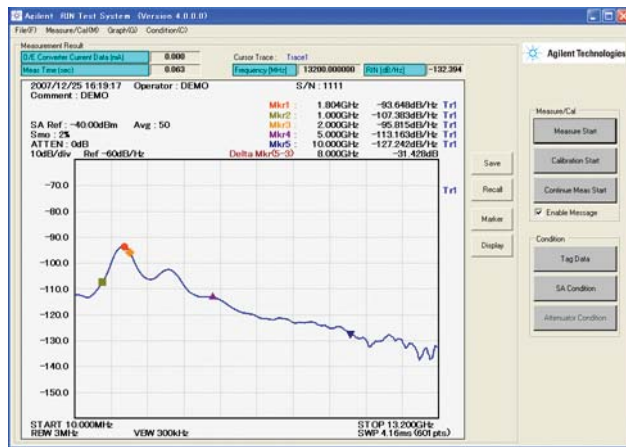 Agilent RIN Test System (Version 4.0.0.0)
File(F) Measure/Cal(M) Graph(G) Condition(C)
Measurement Result
O/E Converter Current Data (mA) 0.000 Cursor Trace : Trace1
Meas Time (sec) 0.063 Frequency [MHz] 13200.000000 RIN [dB/Hz] -132.394
Agilent Technologies
2007/12/25 16:19:17 Operator : DEMO S/N : 1111
Comment : DEMO
Mkr1 : 1.804GHz -93.648dB/Hz Tr1
Mkr2 : 1.000GHz -107.383dB/Hz Tr1
SA Ref : -40.00dBm Avg : 50 Mkr3 : 2.000GHz -95.815dB/Hz Tr1
Smo : 2% Mkr4 : 5.000GHz -113.163dB/Hz Tr1
ATTEN : 0dB Mkr5 : 10.000GHz -127.242dB/Hz Tr1
10dB/div Ref -60dB/Hz Delta Mkr(5-3) 8.000GHz -31.428dB
Tr1
-70.0
-80.0
-90.0
-100.0
-110.0
-120.0
-130.0
-140.0
-150.0
START 10.000MHz STOP 13.200GHz
RBW 3MHz VBW 300kHz SWP 4.16ms (601 pts)
Save
Recall
Marker
Display
Measure/Cal
Measure Start
Calibration Start
Continue Meas Start
Enable Message
Condition
Tag Data
SA Condition
Attenuator Condition